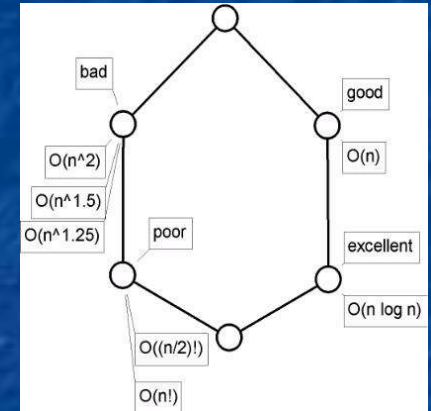 bad
good
O(n^2)
O(n)
O(n^1.5)
O(n^1.25)
poor
excellent
O(n log n)
O((n/2)!)
O(n!)